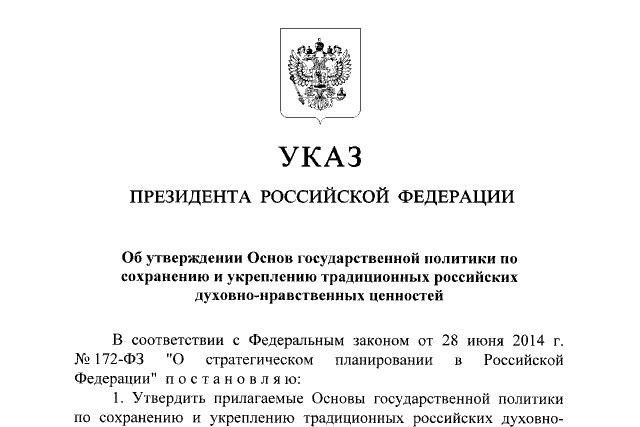 УКАЗ
ПРЕЗИДЕНТА РОССИЙСКОЙ ФЕДЕРАЦИИ
Об утверждении Основ государственной политики по
сохранению и укреплению традиционных российских
духовно-нравственных ценностей
В соответствии с Федеральным законом от 28 июня 2014 г.
№ 172-ФЗ "О стратегическом планировании в Российской
Федерации" п о с т а н о в л я ю:
1. Утвердить прилагаемые Основы государственной политики
по сохранению и укреплению традиционных российских духовно-